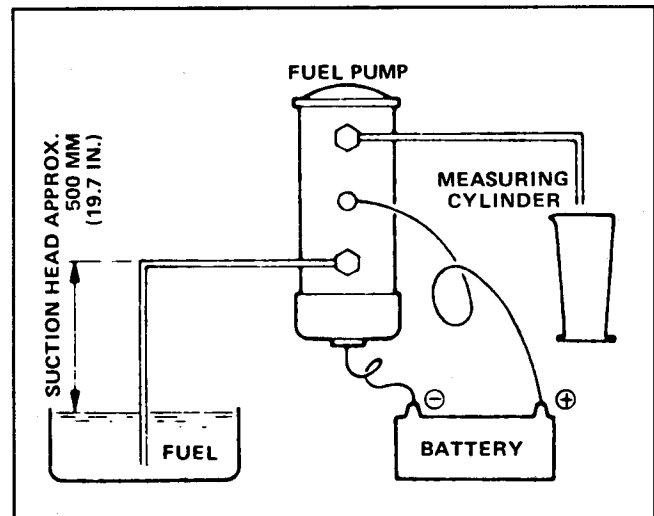 FUEL PUMP
SUCTION HEAD APPROX.
500 MM
(19.7 IN.)
MEASURING
CYLINDER
FUEL
⊖
⊕
BATTERY